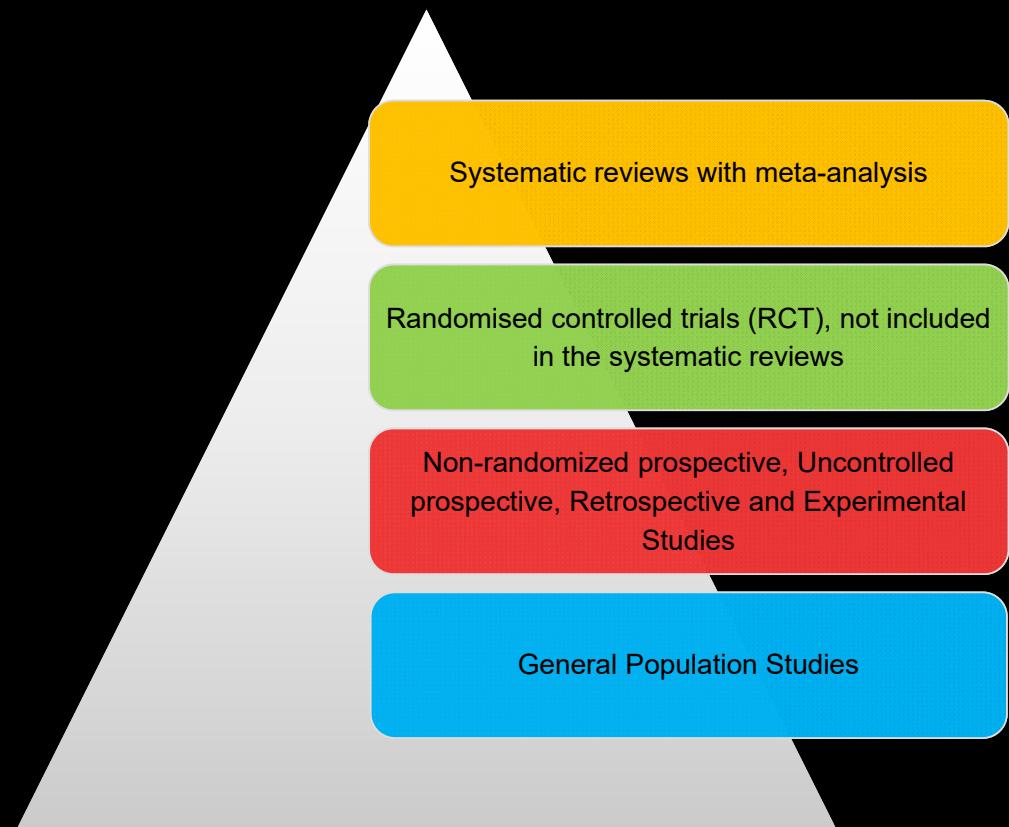 Systematic reviews with meta-analysis
Randomised controlled trials (RCT), not included
in the systematic reviews
Non-randomized prospective, Uncontrolled
prospective, Retrospective and Experimental
Studies
General Population Studies